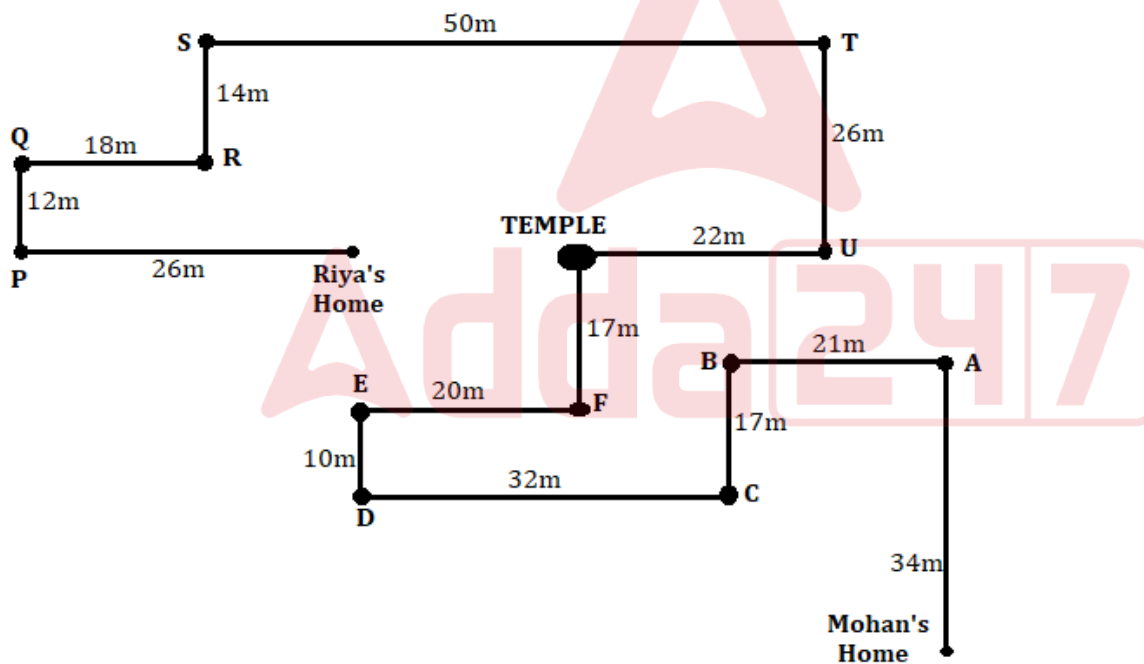 50m
S
T
14m
Q
18m
R
26m
12m
TEMPLE
22m
U
P
26m
Riya's
Home
17m
21m
B
A
E
20m
F
17m
10m
32m
C
D
34m
Mohan's
Home
Adda247